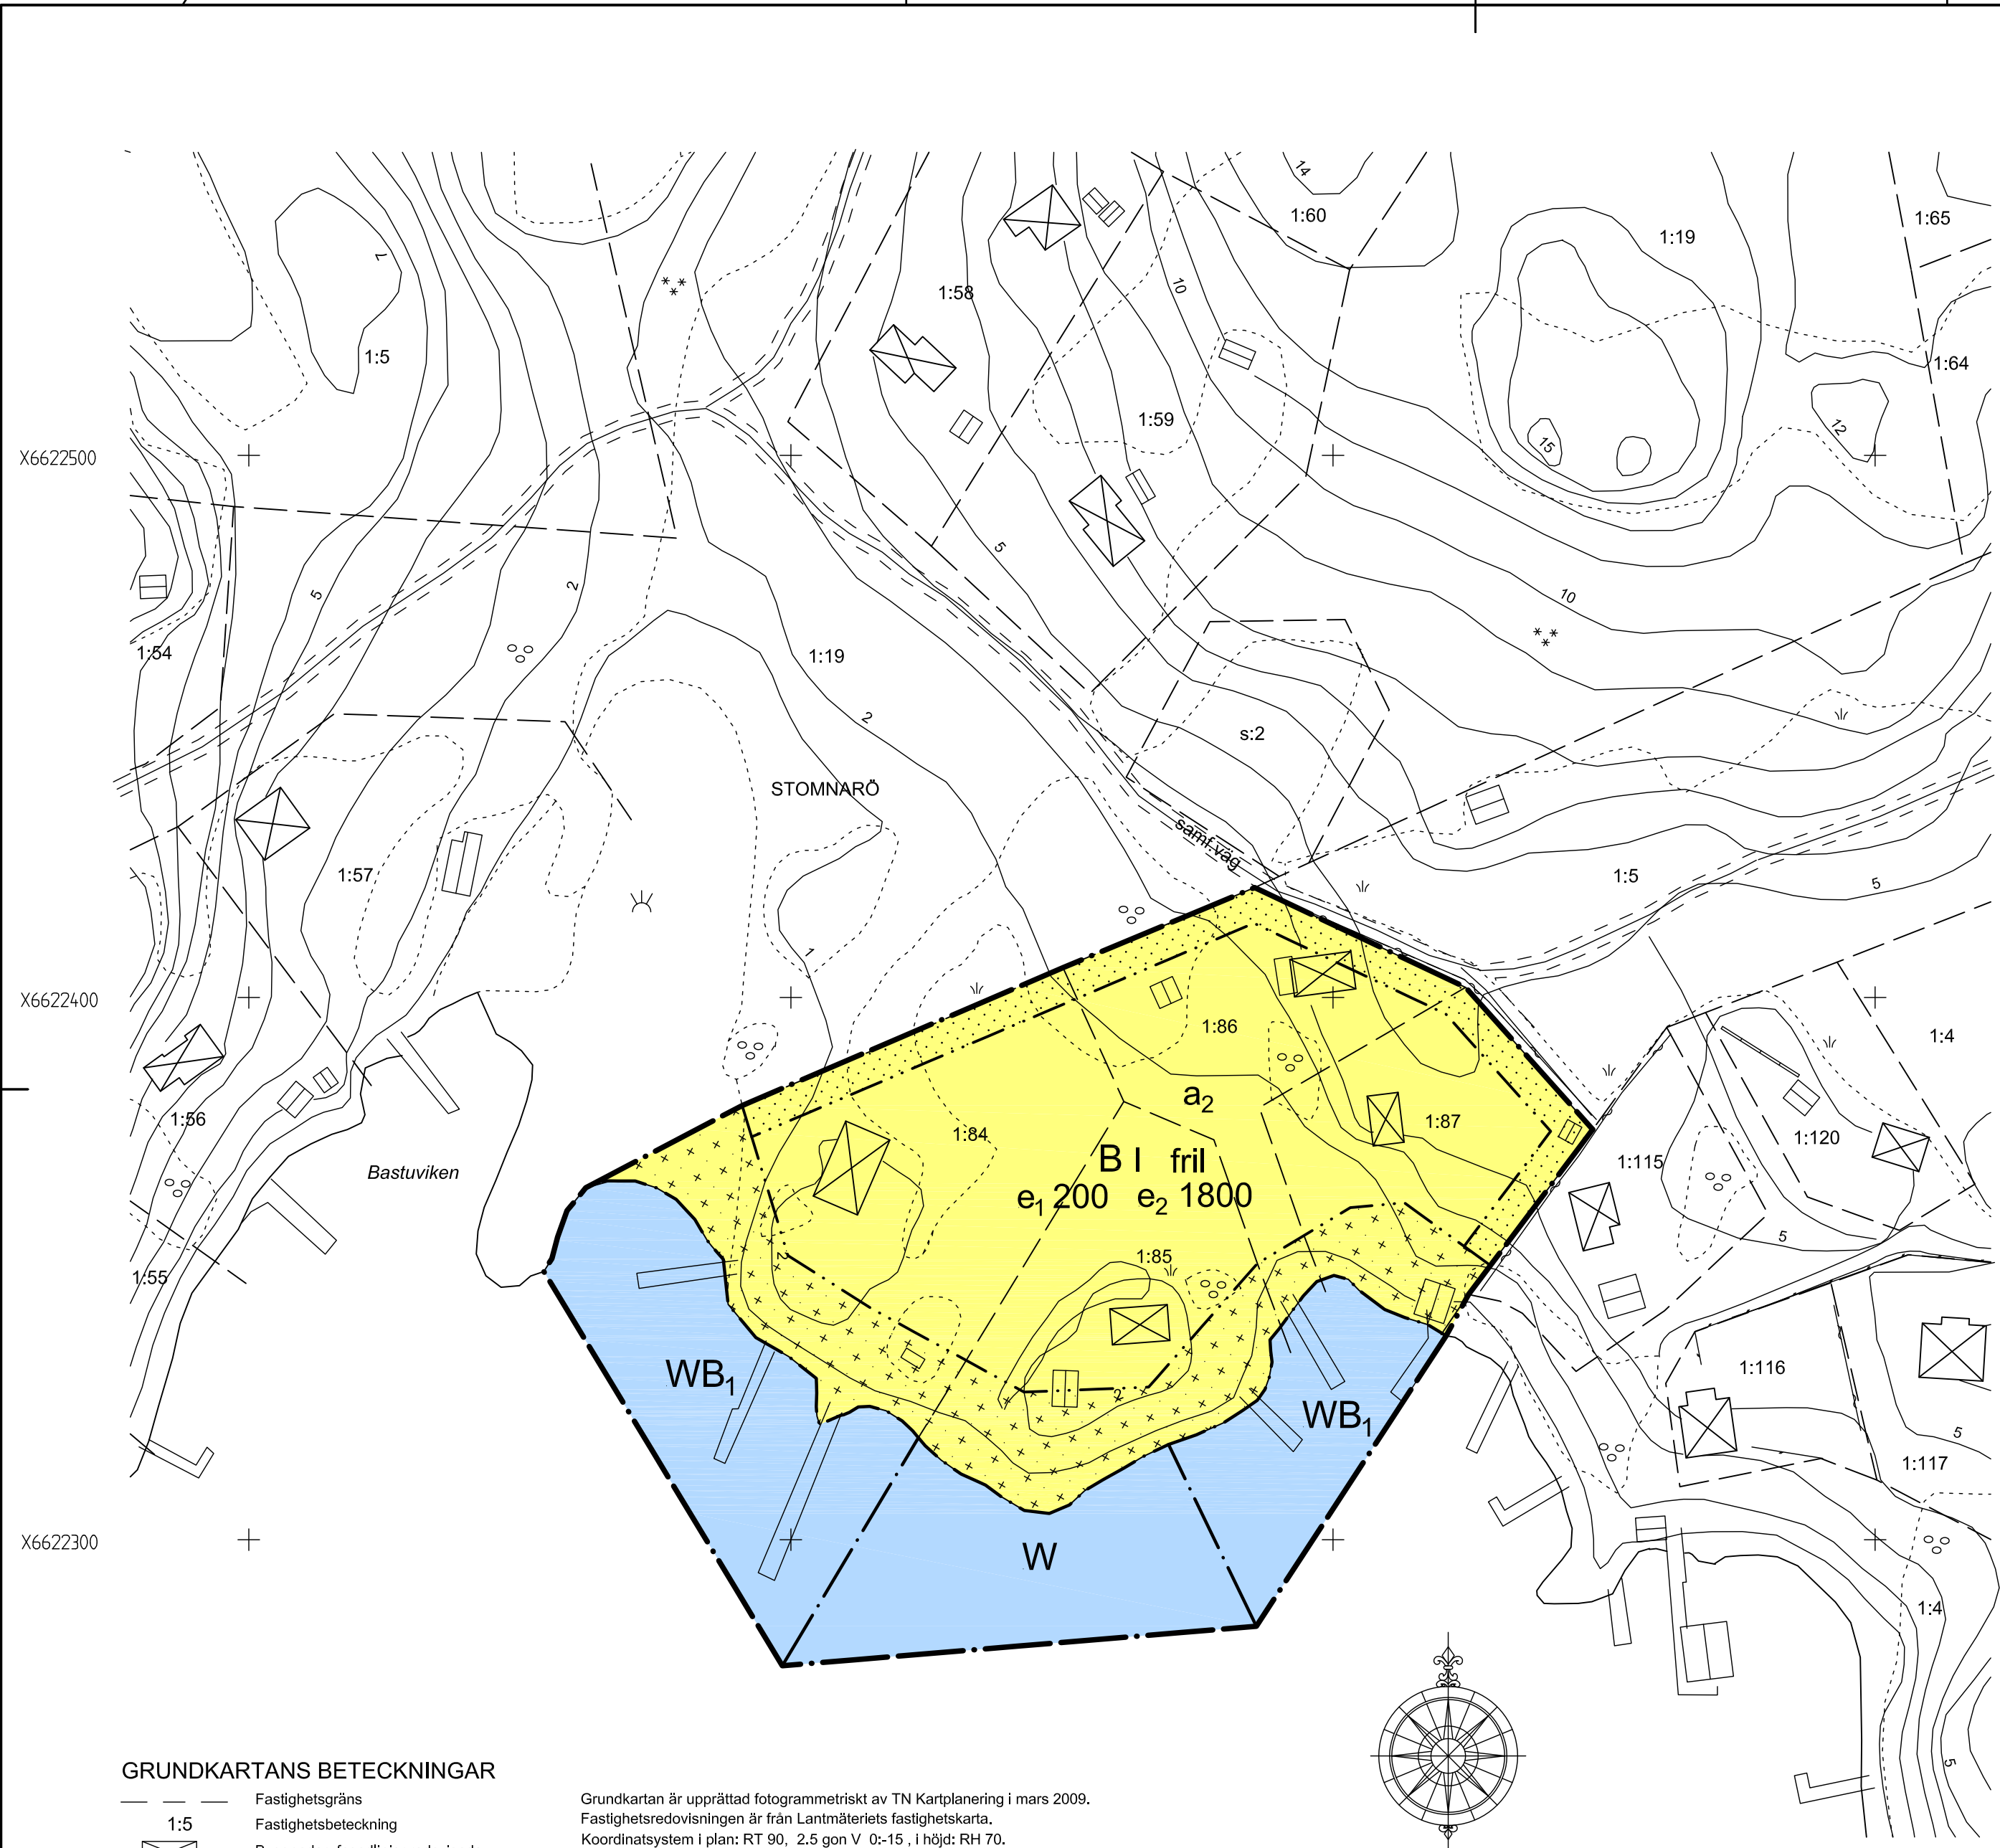 14
1:60
1:65
1:19
7
10
1:58
1:5
1:64
1:59
12
15
X6622500
5
5
2
10
1:54
1:19
2
s:2
STOMNARÖ
samf.väg
1:57
1:5
5
1
X6622400
1:86
1:4
a2
1:56
1:84
1:87
1:120
Bastuviken
B I fril
1:115
e1 200 e2 1800
5
1:55
2
1:85
1:116
WB1
2
WB1
5
1:117
X6622300
W
1:4
5
GRUNDKARTANS BETECKNINGAR
Fastighetsgräns
Grundkartan är upprättad fotogrammetriskt av TN Kartplanering i mars 2009.
1:5 Fastighetsbeteckning
Fastighetsredovisningen är från Lantmäteriets fastighetskarta.
Koordinatsystem i plan: RT 90, 2.5 gon V 0:-15 , i höjd: RH 70.